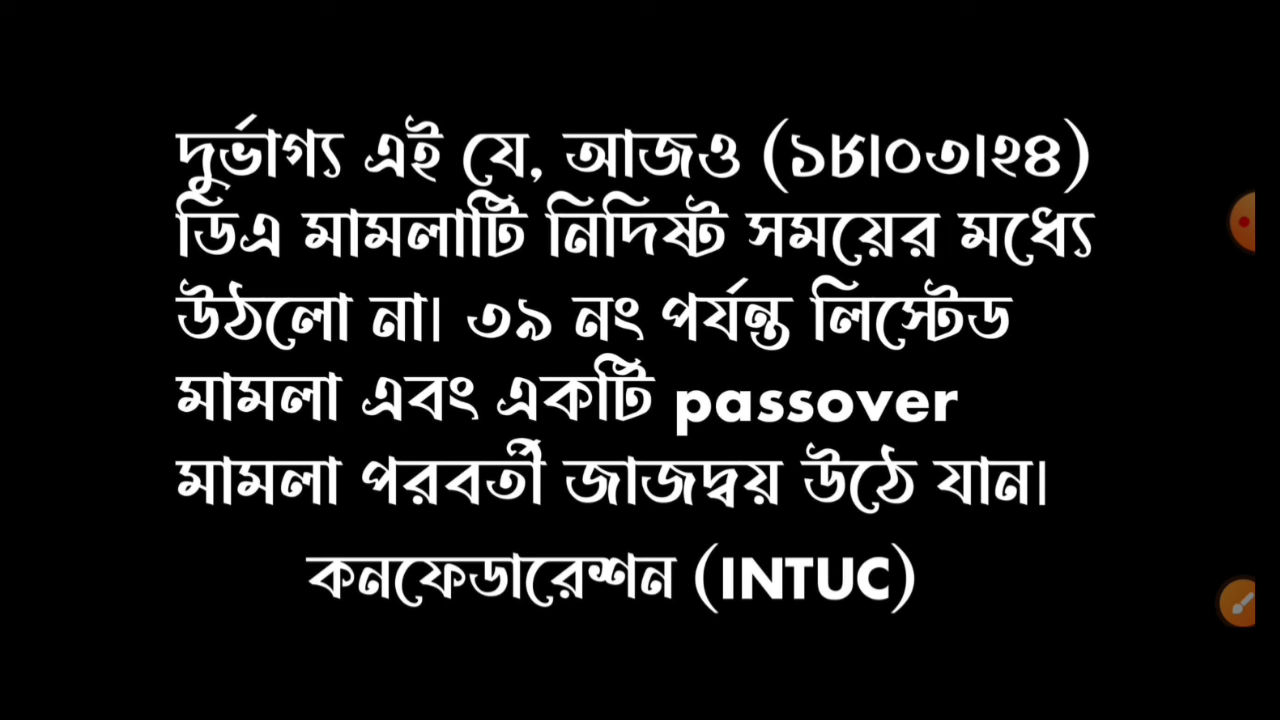 দুর্ভাগ্য এই যে, আজও (১৮।০৩।২৪)
ডিএ মামলাটি নিদিষ্ট সময়ের মধ্যে
উঠলো না। ৩৯ নং পর্যন্ত লিস্টেড
মামলা এবং একটি passover
মামলা পরবর্তী জাজদ্বয় উঠে যান।
কনফেডারেশন (INTUC)